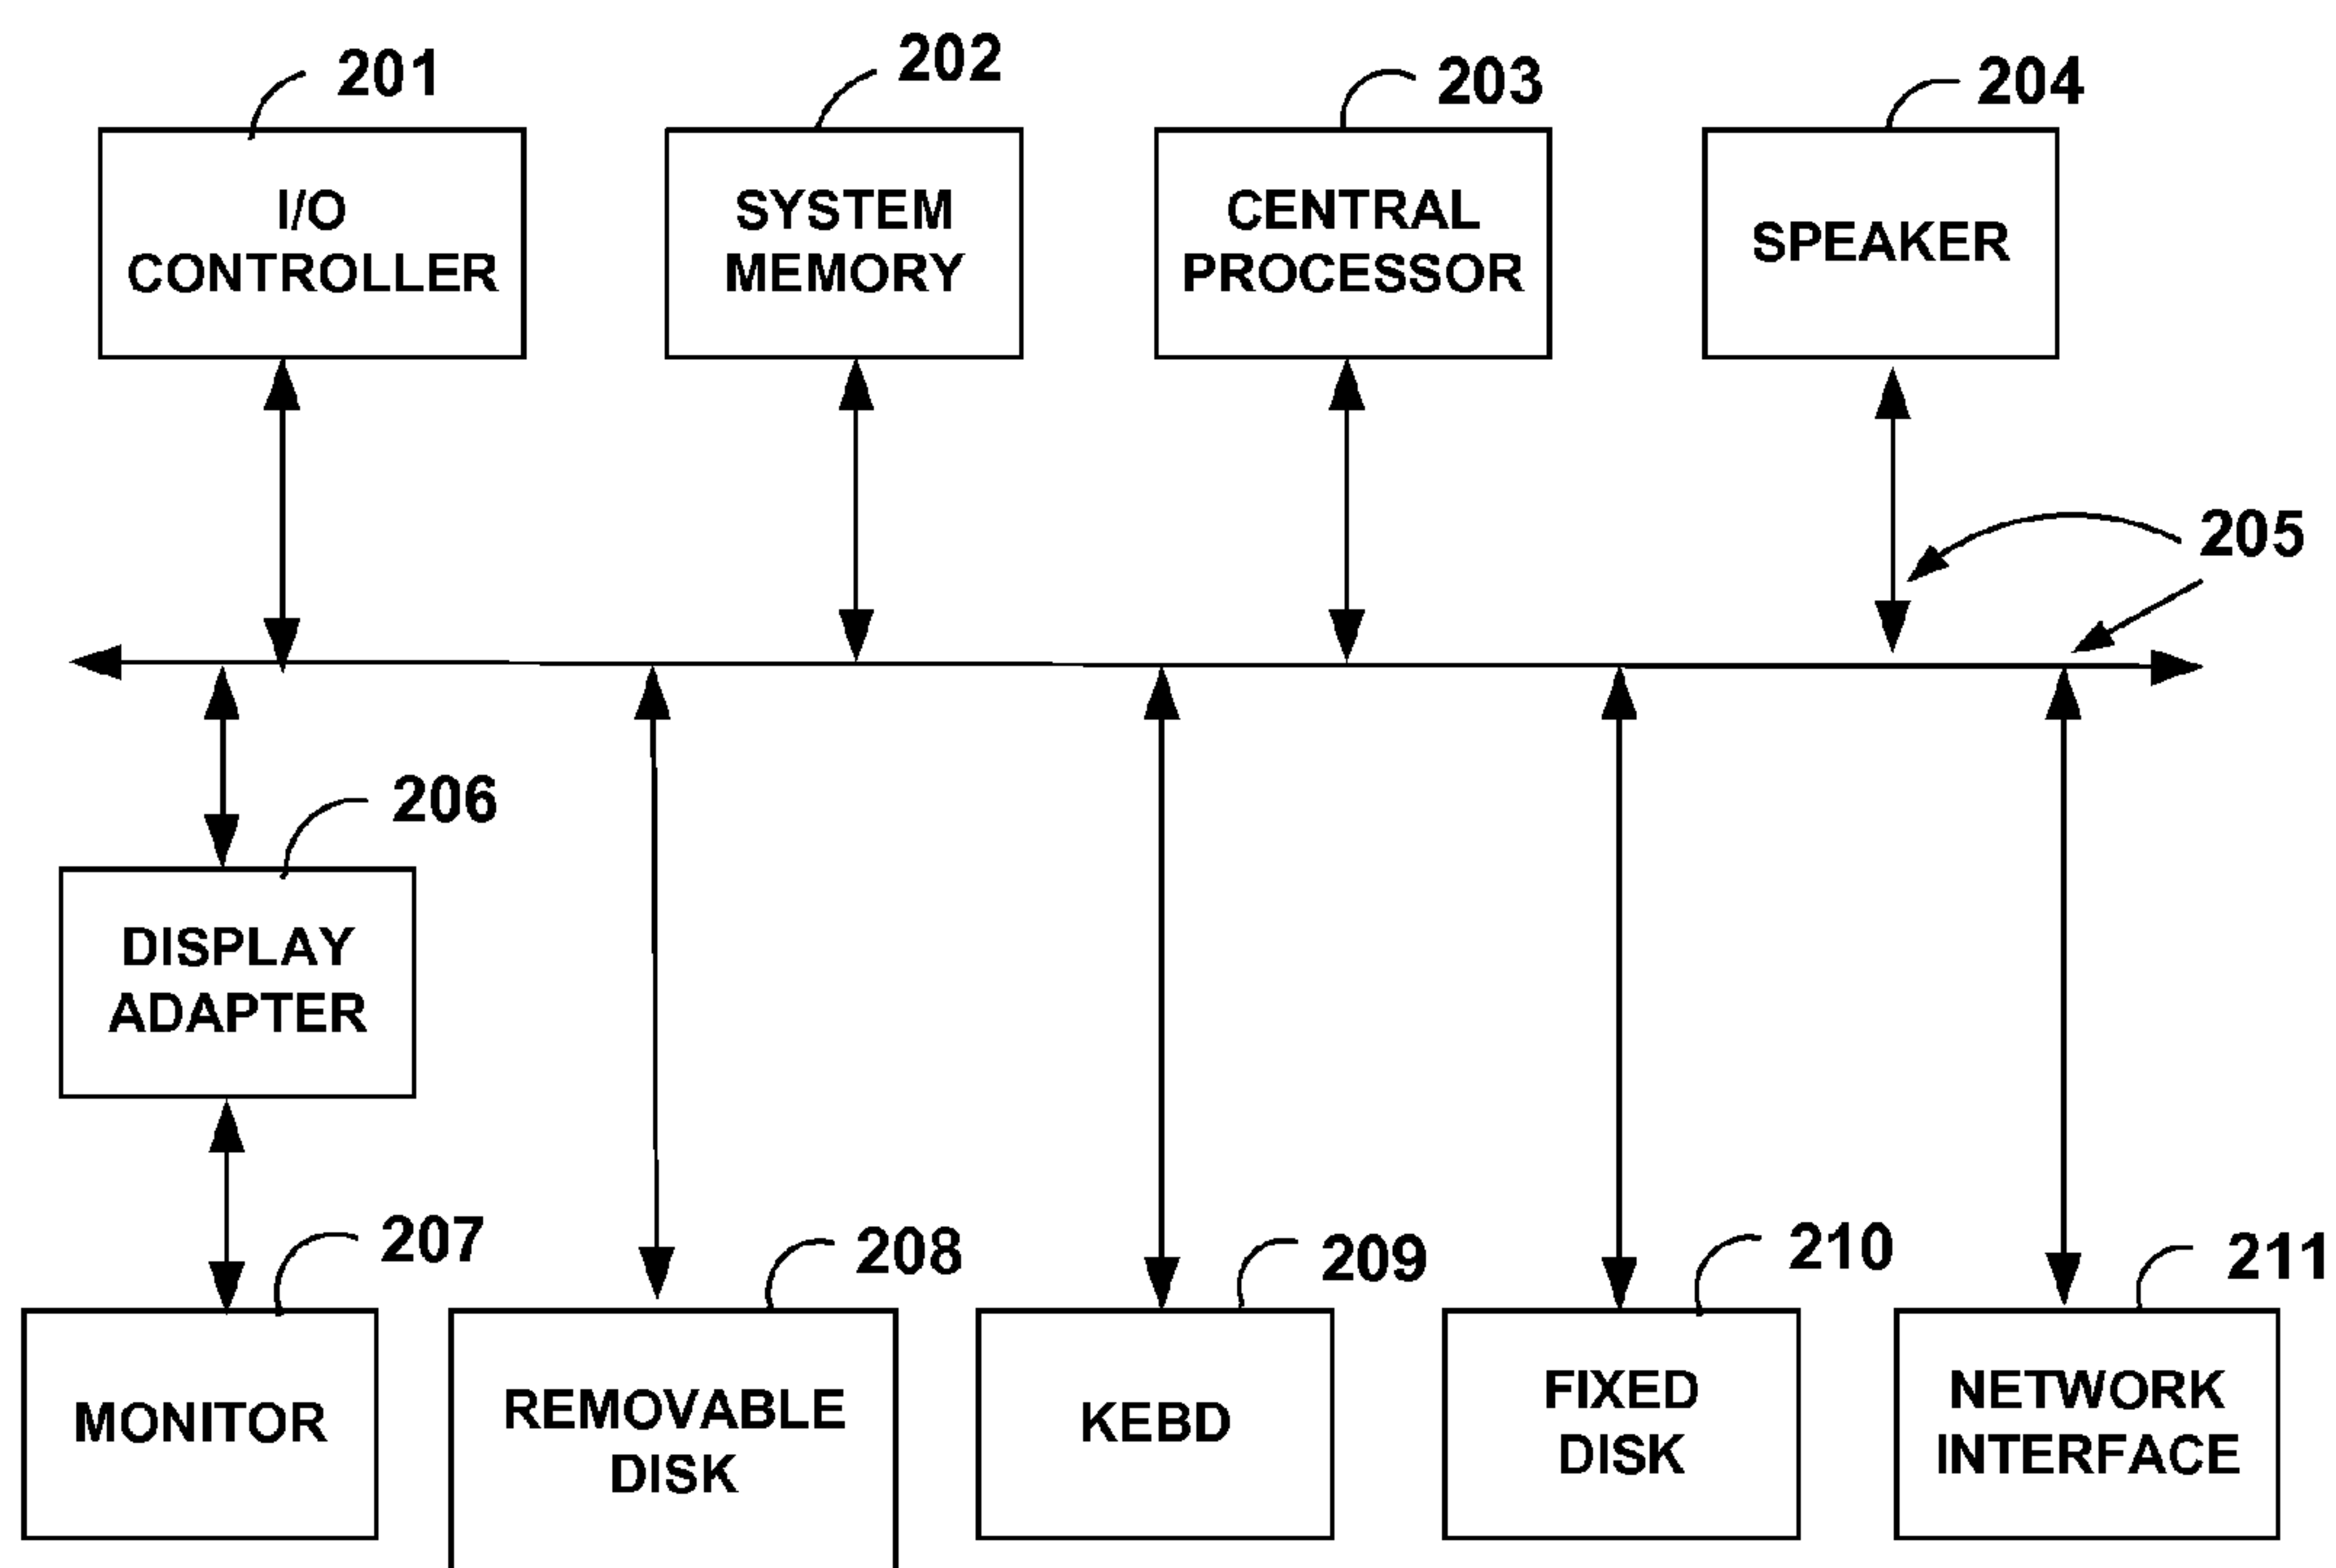 201
202
203
204
I/O
CONTROLLER
SYSTEM
MEMORY
CENTRAL
PROCESSOR
SPEAKER
205
206
DISPLAY
ADAPTER
207
208
209
210
211
MONITOR
REMOVABLE
DISK
KEBD
FIXED
DISK
NETWORK
INTERFACE